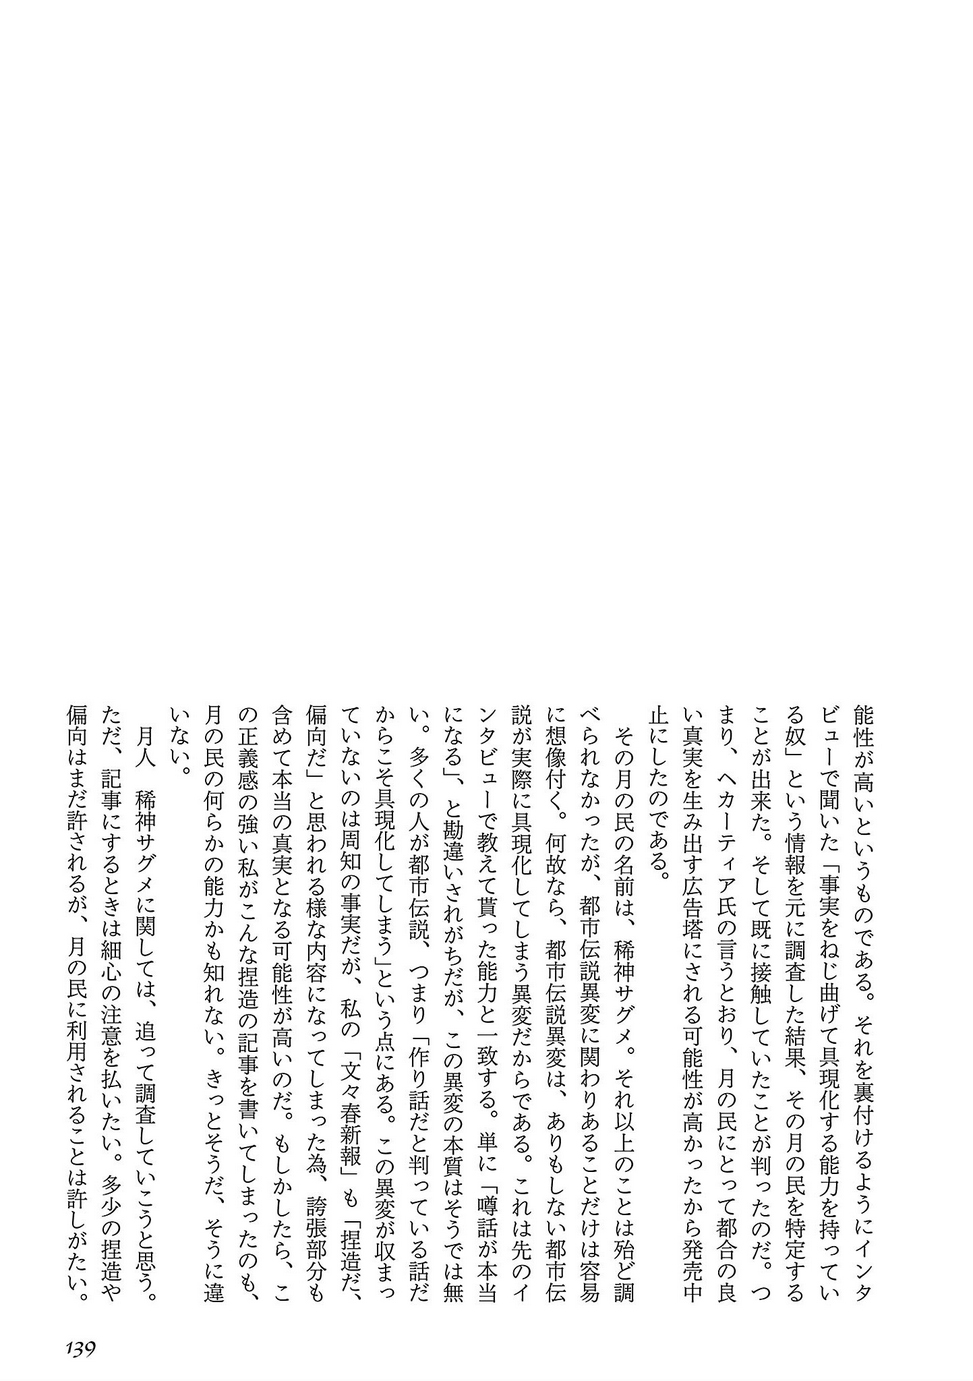 能性が高いというものである。それを裏付けるようにインタ
ビューで聞いた「事実をねじ曲げて具現化する能力を持ってい
る奴」という情報を元に調査した結果、その月の民を特定する
ことが出来た。そして既に接触していたことが判ったのだ。つ
まり、ヘカーティア氏の言うとおり、月の民にとって都合の良
い真実を生み出す広告塔にされる可能性が高かったから発売中
止にしたのである。
　その月の民の名前は、稀神サグメ。それ以上のことは殆ど調
べられなかったが、都市伝説異変に関わりあることだけは容易
に想像付く。何故なら、都市伝説異変は、ありもしない都市伝
説が実際に具現化してしまう異変だからである。これは先のイ
ンタビューで教えて貰った能力と一致する。単に「噂話が本当
になる」、と勘違いされがちだが、この異変の本質はそうでは無
い。多くの人が都市伝説、つまり「作り話だと判っている話だ
からこそ具現化してしまう」という点にある。この異変が収まっ
ていないのは周知の事実だが、私の「文々春新報」も「捏造だ、
偏向だ」と思われる様な内容になってしまった為、誇張部分も
含めて本当の真実となる可能性が高いのだ。もしかしたら、こ
の正義感の強い私がこんな捏造の記事を書いてしまったのも、
月の民の何らかの能力かも知れない。きっとそうだ、そうに違
いない。
　月人　稀神サグメに関しては、追って調査していこうと思う。
ただ、記事にするときは細心の注意を払いたい。多少の捏造や
偏向はまだ許されるが、月の民に利用されることは許しがたい。
139